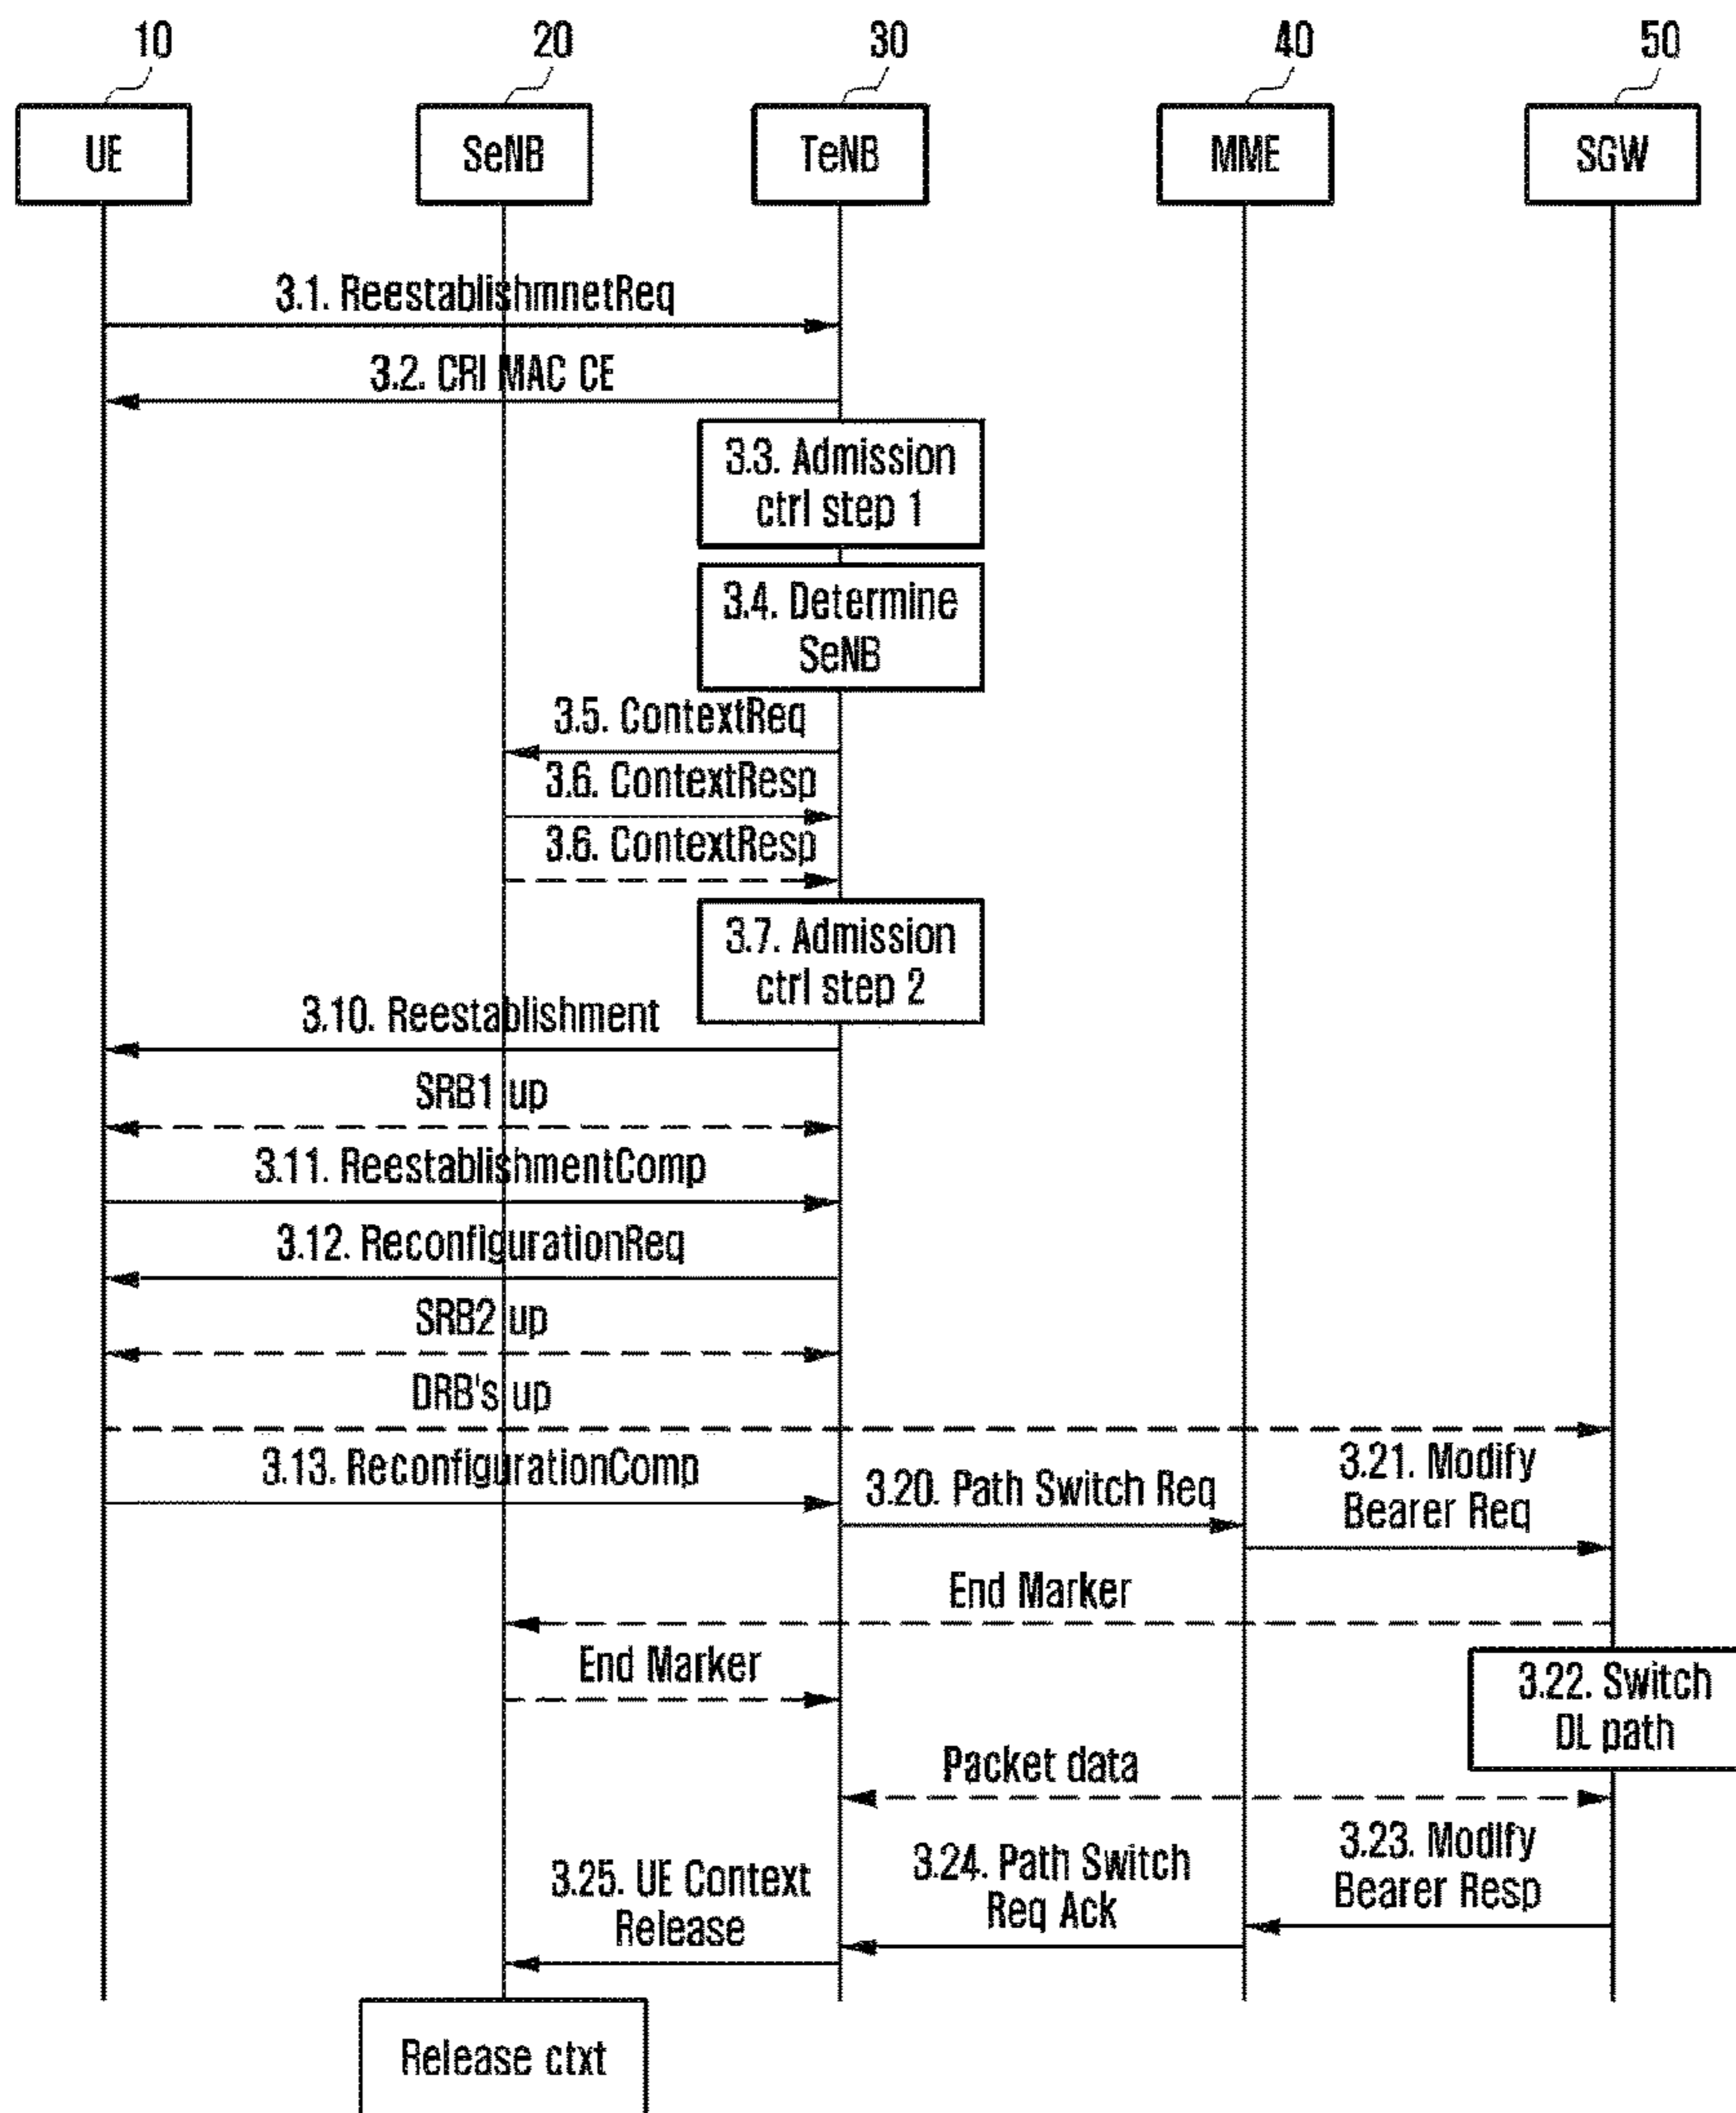 10
20
30
40
50
UE
SeNB
TeNB
MME
SGW
3.1. ReestablishmnetReq
3.2. CRI MAC CE
3.3. Admission
ctrl step 1
3.4. Determine
SeNB
3.5. ContextReq
3.6. ContextResp
3.6. ContextResp
3.7. Admission
ctrl step 2
3.10. Reestablishment
SRB1 up
3.11. ReestablishmentComp
3.12. ReconfigurationReq
SRB2 up
DRB's up
3.13. ReconfigurationComp
3.20. Path Switch Req
3.21. Modify
Bearer Req
End Marker
End Marker
3.22. Switch
DL path
Packet data
3.23. Modify
Bearer Resp
3.24. Path Switch
Req Ack
3.25. UE Context
Release
Release ctxt